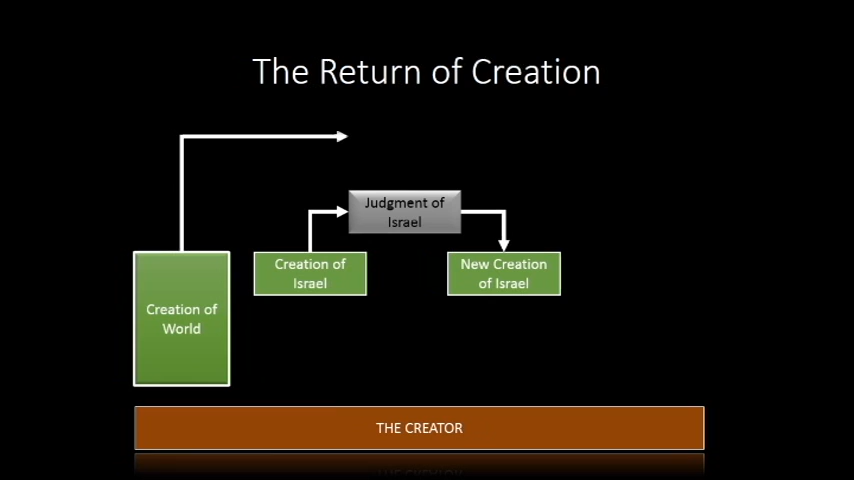 The Return of Creation
Judgment of
Israel
Creation of
Israel
New Creation
of Israel
Creation of
World
THE CREATOR